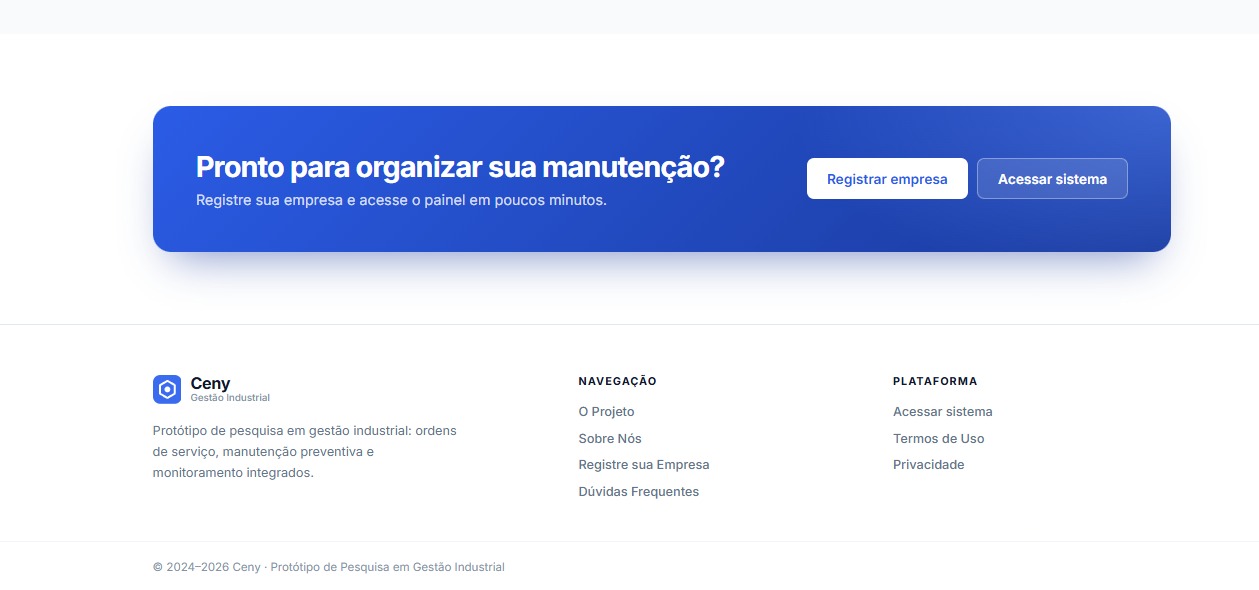 Pronto para organizar sua manutenção?
Registre sua empresa e acesse o painel em poucos minutos.
Registrar empresa
Acessar sistema
Ceny
Gestão Industrial
Protótipo de pesquisa em gestão industrial: ordens
de serviço, manutenção preventiva e
monitoramento integrados.
NAVEGAÇÃO
O Projeto
Sobre Nós
Registre sua Empresa
Dúvidas Frequentes
PLATAFORMA
Acessar sistema
Termos de Uso
Privacidade
© 2024–2026 Ceny · Protótipo de Pesquisa em Gestão Industrial